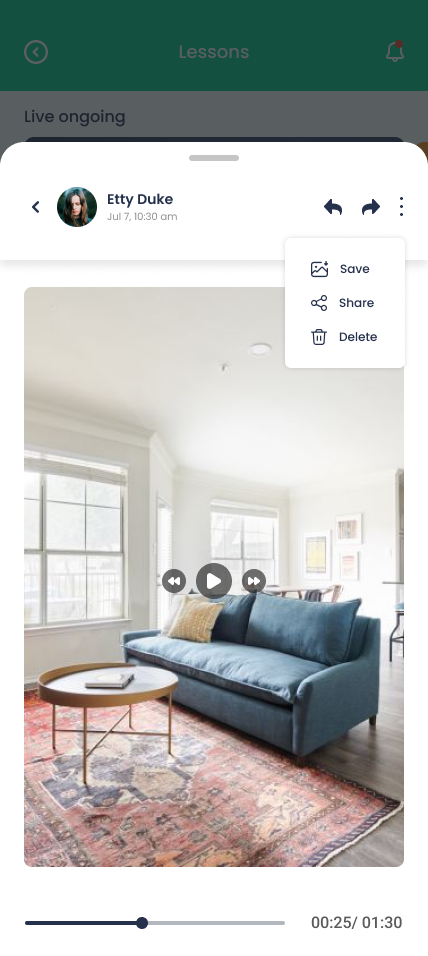 Lessons
Live ongoing
Etty Duke
Jul 7, 10:30 am
Save
Share
Delete
00:25/ 01:30